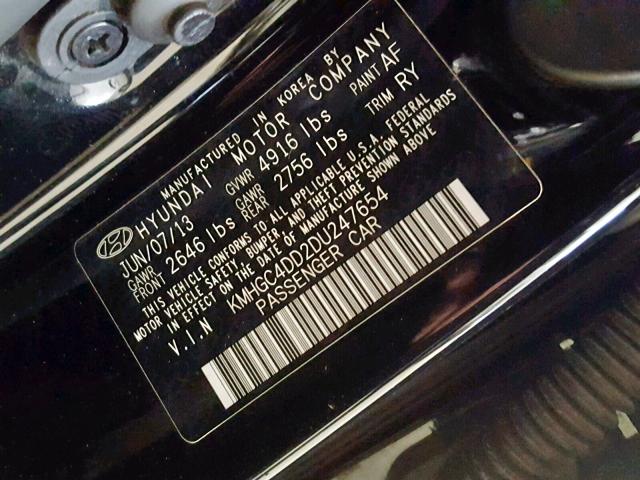 MANUFACTURED IN KOREA BY
HYUNDAI MOTOR COMPANY
JUN/07/13 GVWR 4916 lbs PAINT AF
GAWR FRONT 2646 lbs GAWR REAR 2756 lbs TRIM RY
THIS VEHICLE CONFORMS TO ALL APPLICABLE U.S.A. FEDERAL
MOTOR VEHICLE SAFETY, BUMPER AND THEFT PREVENTION STANDARDS
IN EFFECT ON THE DATE OF MANUFACTURE SHOWN ABOVE
V.I.N KMHGC4DD2DU247654
PASSENGER CAR